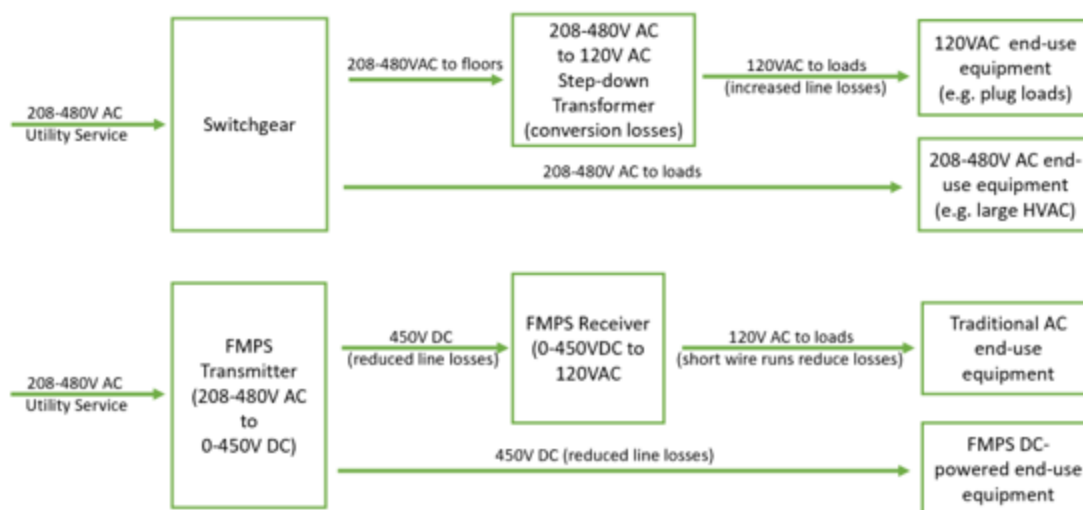 208-480V AC
Utility Service
Switchgear
208-480VAC to floors
208-480V AC
to 120V AC
Step-down
Transformer
(conversion losses)
120VAC to loads
(increased line losses)
120VAC end-use
equipment
(e.g. plug loads)
208-480V AC to loads
208-480V AC end-
use equipment
(e.g. large HVAC)
208-480V AC
Utility Service
FMPS
Transmitter
(208-480V AC
to
0-450V DC)
450V DC
(reduced line losses)
FMPS Receiver
(0-450VDC to
120VAC
120V AC to loads
(short wire runs reduce losses)
Traditional AC
end-use
equipment
450V DC (reduced line losses)
FMPS DC-
powered end-use
equipment